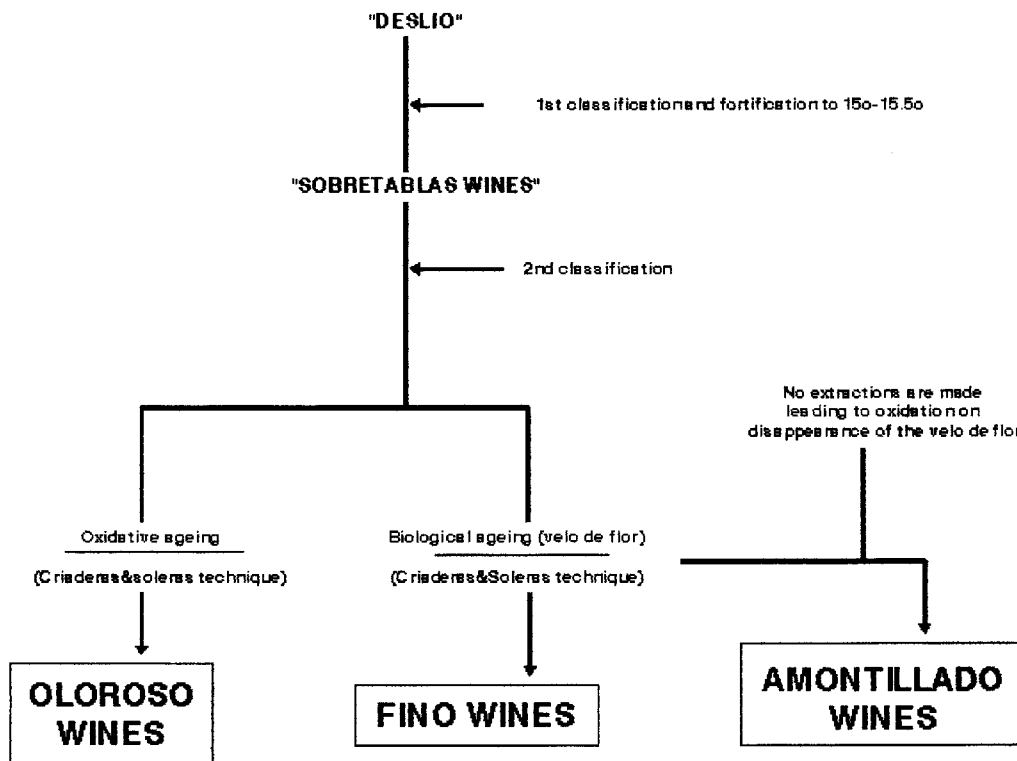 "DESLIO"
1st classification and fortification to 15o-15.5o
"SOBRETABLAS WINES"
2nd classification
No extractions are made
leading to oxidation on
disappearance of the velo de flor
Oxidative ageing
(Criaderas&soleras technique)
Biological ageing (velo de flor)
(Criaderas&Soleras technique)
OLOROSO
WINES
FINO WINES
AMONTILLADO
WINES